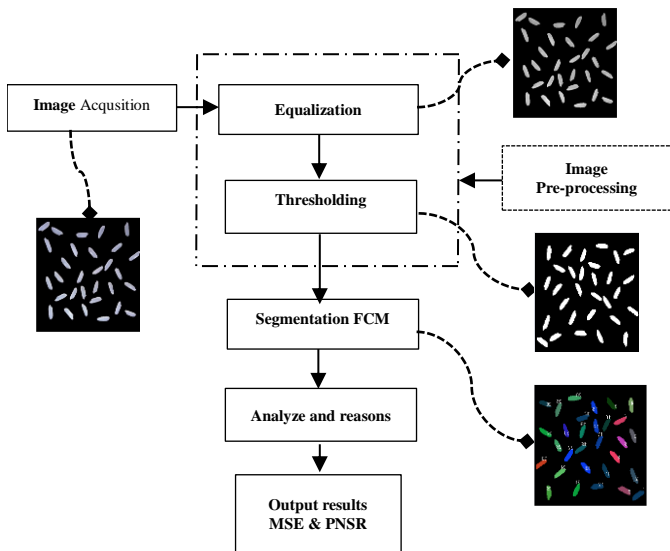 Image Acqusition
Equalization
Image
Pre-processing
Thresholding
Segmentation FCM
Analyze and reasons
Output results
MSE & PNSR